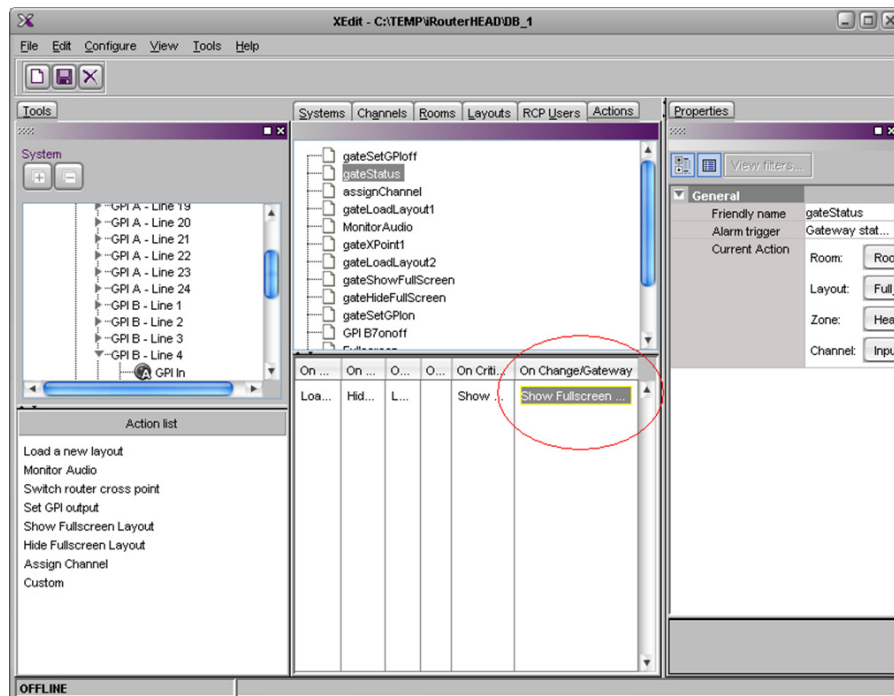 XEdit - C:\TEMP\iRouterHEAD\DB_1
File Edit Configure View Tools Help
Tools
System
GPI A - Line 19
GPI A - Line 20
GPI A - Line 21
GPI A - Line 22
GPI A - Line 23
GPI A - Line 24
GPI B - Line 1
GPI B - Line 2
GPI B - Line 3
GPI B - Line 4
GPI In
Action list
Load a new layout
Monitor Audio
Switch router cross point
Set GPI output
Show Fullscreen Layout
Hide Fullscreen Layout
Assign Channel
Custom
Systems Channels Rooms Layouts RCP Users Actions
gateSetGPIoff
gateStatus
assignChannel
gateLoadLayout1
MonitorAudio
gateXPoint1
gateLoadLayout2
gateShowFullScreen
gateHideFullScreen
gateSetGPIon
GPI B7onoff
Fullscreen
On ... On ... O... O... On Criti... On Change/Gateway
Loa... Hid... L... Show ... Show Fullscreen ...
Properties
View filters...
General
Friendly name gateStatus
Alarm trigger Gateway stat...
Current Action
Room: Roo
Layout: Full_
Zone: Hea
Channel: Inpu
OFFLINE